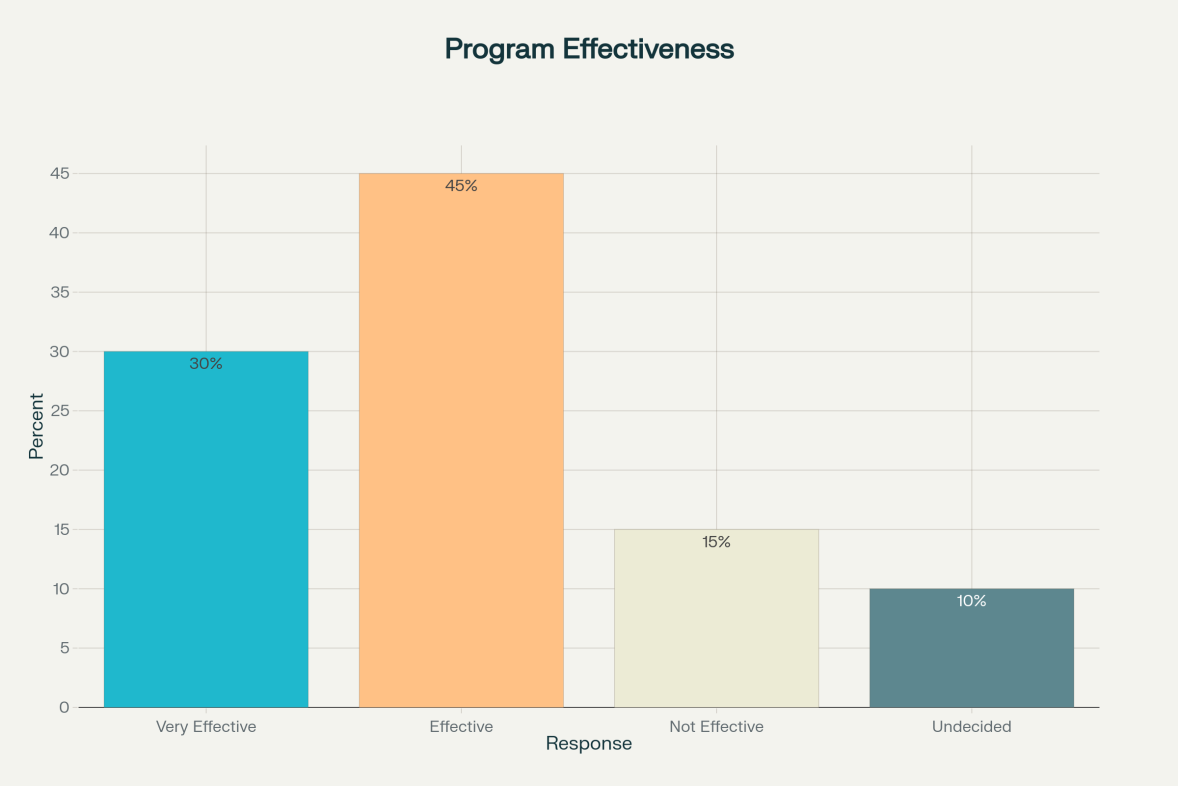 Program Effectiveness
Percent
45
40
35
30
25
20
15
10
5
0
30%
45%
15%
10%
Very Effective
Effective
Not Effective
Undecided
Response